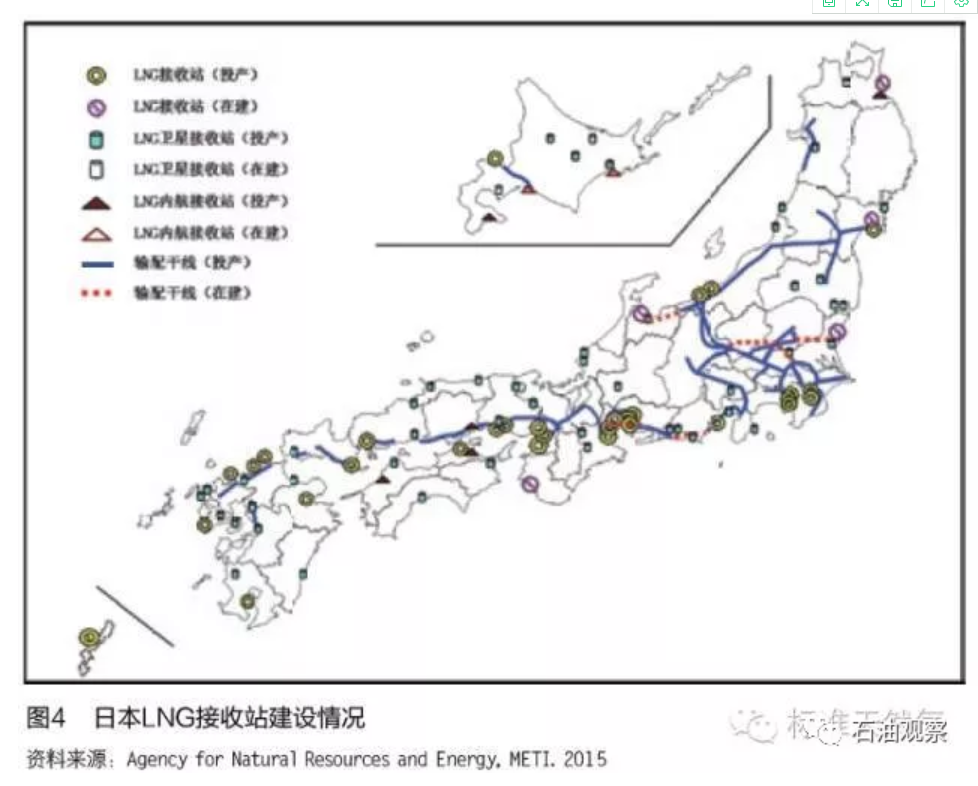 LNG接收站（投产）
LNG接收站（在建）
LNG卫星接收站（投产）
LNG卫星接收站（在建）
LNG内航接收站（投产）
LNG内航接收站（在建）
输配干线（投产）
输配干线（在建）
图4 日本LNG接收站建设情况
资料来源：Agency for Natural Resources and Energy, METI. 2015
石油观察